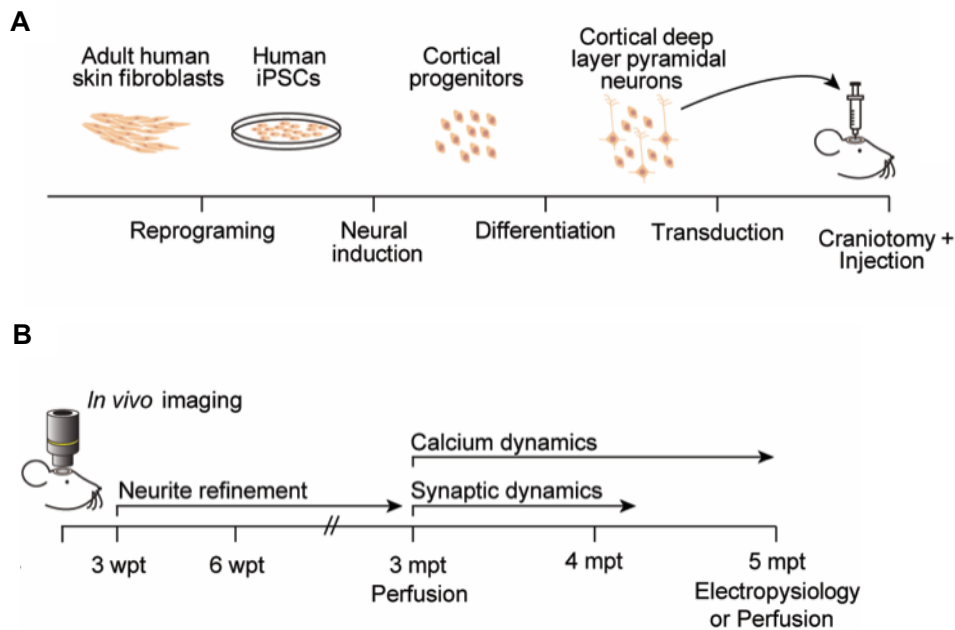 A
Adult human
skin fibroblasts
Human
iPSCs
Cortical
progenitors
Cortical deep
layer pyramidal
neurons
Reprograming
Neural
induction
Differentiation
Transduction
Craniotomy +
Injection
B
In vivo imaging
Calcium dynamics
Neurite refinement
Synaptic dynamics
3 wpt
6 wpt
3 mpt
Perfusion
4 mpt
5 mpt
Electropysiology
or Perfusion